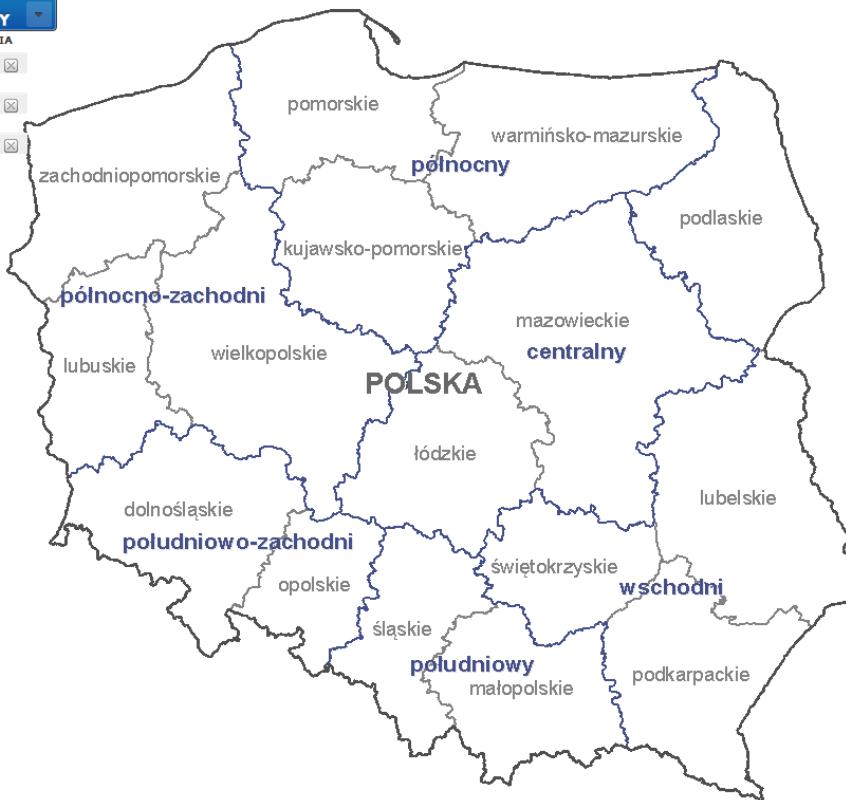 Y
IA
pomorskie
warmińsko-mazurskie
północny
zachodniopomorskie
podlaskie
kujawsko-pomorskie
północno-zachodni
mazowieckie
centralny
lubuskie
wielkopolskie
POLSKA
łódzkie
lubelskie
dolnośląskie
południowo-zachodni
opolskie
świętokrzyskie
wschodni
śląskie
południowy
małopolskie
podkarpackie